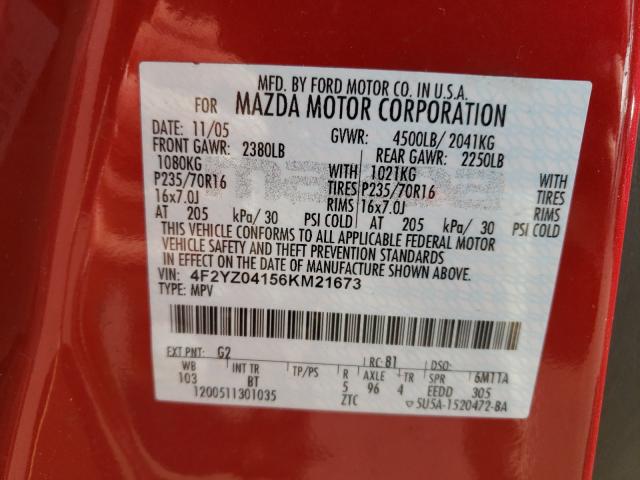 MFD. BY FORD MOTOR CO. IN U.S.A.
FOR MAZDA MOTOR CORPORATION
DATE: 11/05 GVWR: 4500LB/ 2041KG
FRONT GAWR: 2380LB REAR GAWR: 2250LB
1080KG WITH 1021KG WITH
P235/70R16 TIRES P235/70R16 TIRES
16x7.0J RIMS 16x7.0J RIMS
AT 205 kPa/ 30 PSI COLD AT 205 kPa/ 30 PSI COLD
THIS VEHICLE CONFORMS TO ALL APPLICABLE FEDERAL MOTOR
VEHICLE SAFETY AND THEFT PREVENTION STANDARDS
IN EFFECT ON THE DATE OF MANUFACTURE SHOWN ABOVE.
VIN: 4F2YZ04156KM21673
TYPE: MPV
EXT PNT: G2 RC: 81 DSO:
WB INT TR TP/PS R AXLE TR SPR 6M1TA
103 BT 5 96 4 EEDD 305
1200511301035 ZTC 5U5A-1520472-BA